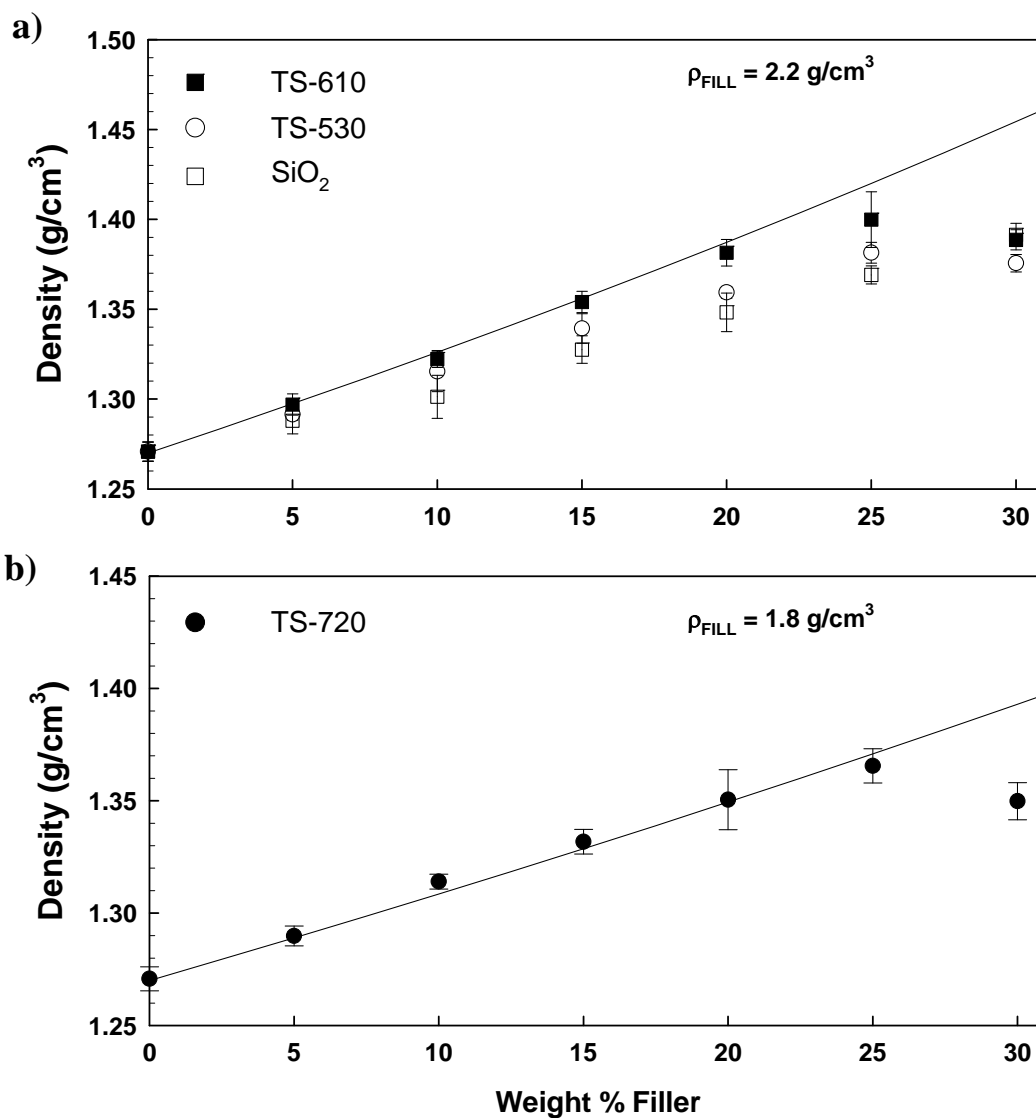 a)
1.50
1.45
1.40
1.35
1.30
1.25
Density (g/cm³)
TS-610
TS-530
SiO₂
ρFILL = 2.2 g/cm³
0 5 10 15 20 25 30
b)
1.45
1.40
1.35
1.30
1.25
Density (g/cm³)
TS-720
ρFILL = 1.8 g/cm³
0 5 10 15 20 25 30
Weight % Filler